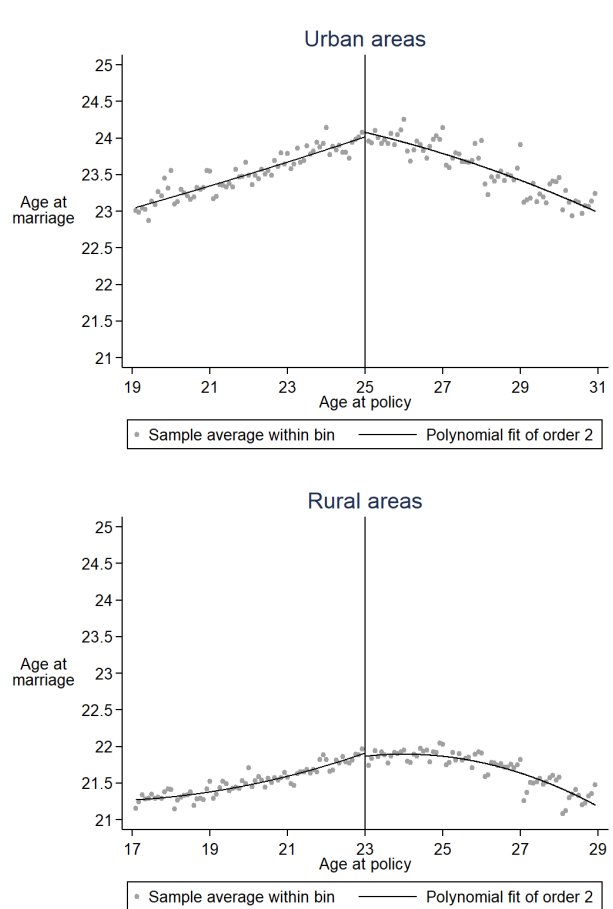 Urban areas
25
24.5
24
23.5
23
22.5
22
21.5
21
Age at
marriage
19 21 23 25 27 29 31
Age at policy
Sample average within bin Polynomial fit of order 2
Rural areas
25
24.5
24
23.5
23
22.5
22
21.5
21
Age at
marriage
17 19 21 23 25 27 29
Age at policy
Sample average within bin Polynomial fit of order 2